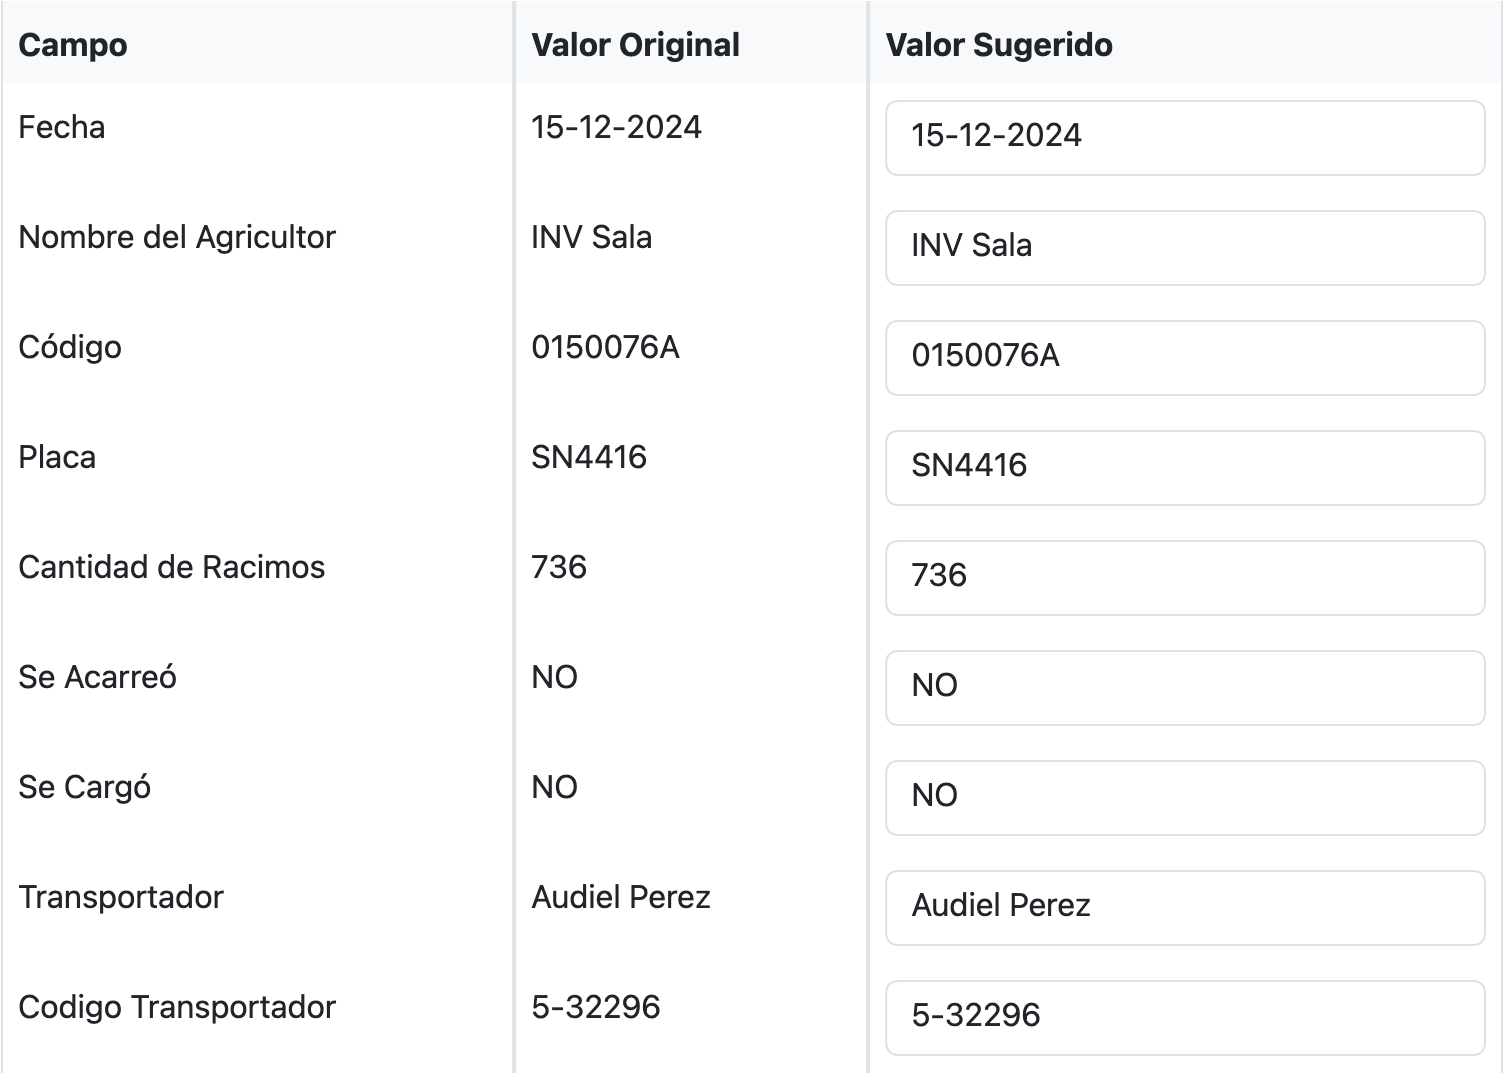 Campo Valor Original Valor Sugerido
Fecha 15-12-2024 15-12-2024
Nombre del Agricultor INV Sala INV Sala
Código 0150076A 0150076A
Placa SN4416 SN4416
Cantidad de Racimos 736 736
Se Acarreó NO NO
Se Cargó NO NO
Transportador Audiel Perez Audiel Perez
Codigo Transportador 5-32296 5-32296